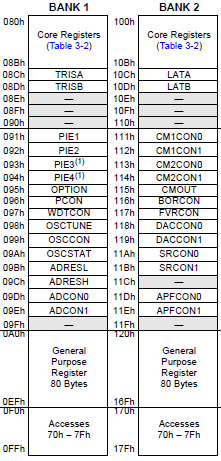 BANK 1 BANK 2
080h 100h
Core Registers Core Registers
(Table 3-2) (Table 3-2)
08Bh 10Bh
08Ch TRISA 10Ch LATA
08Dh TRISB 10Dh LATB
08Eh — 10Eh —
08Fh — 10Fh —
090h — 110h —
091h PIE1 111h CM1CON0
092h PIE2 112h CM1CON1
093h PIE3(1) 113h CM2CON0
094h PIE4(1) 114h CM2CON1
095h OPTION 115h CMOUT
096h PCON 116h BORCON
097h WDTCON 117h FVRCON
098h OSCTUNE 118h DACCON0
099h OSCCON 119h DACCON1
09Ah OSCSTAT 11Ah SRCON0
09Bh ADRESL 11Bh SRCON1
09Ch ADRESH 11Ch —
09Dh ADCON0 11Dh APFCON0
09Eh ADCON1 11Eh APFCON1
09Fh — 11Fh —
0A0h 120h
General General
Purpose Purpose
Register Register
80 Bytes 80 Bytes
0EFh 16Fh
0F0h 170h
Accesses Accesses
70h – 7Fh 70h – 7Fh
0FFh 17Fh